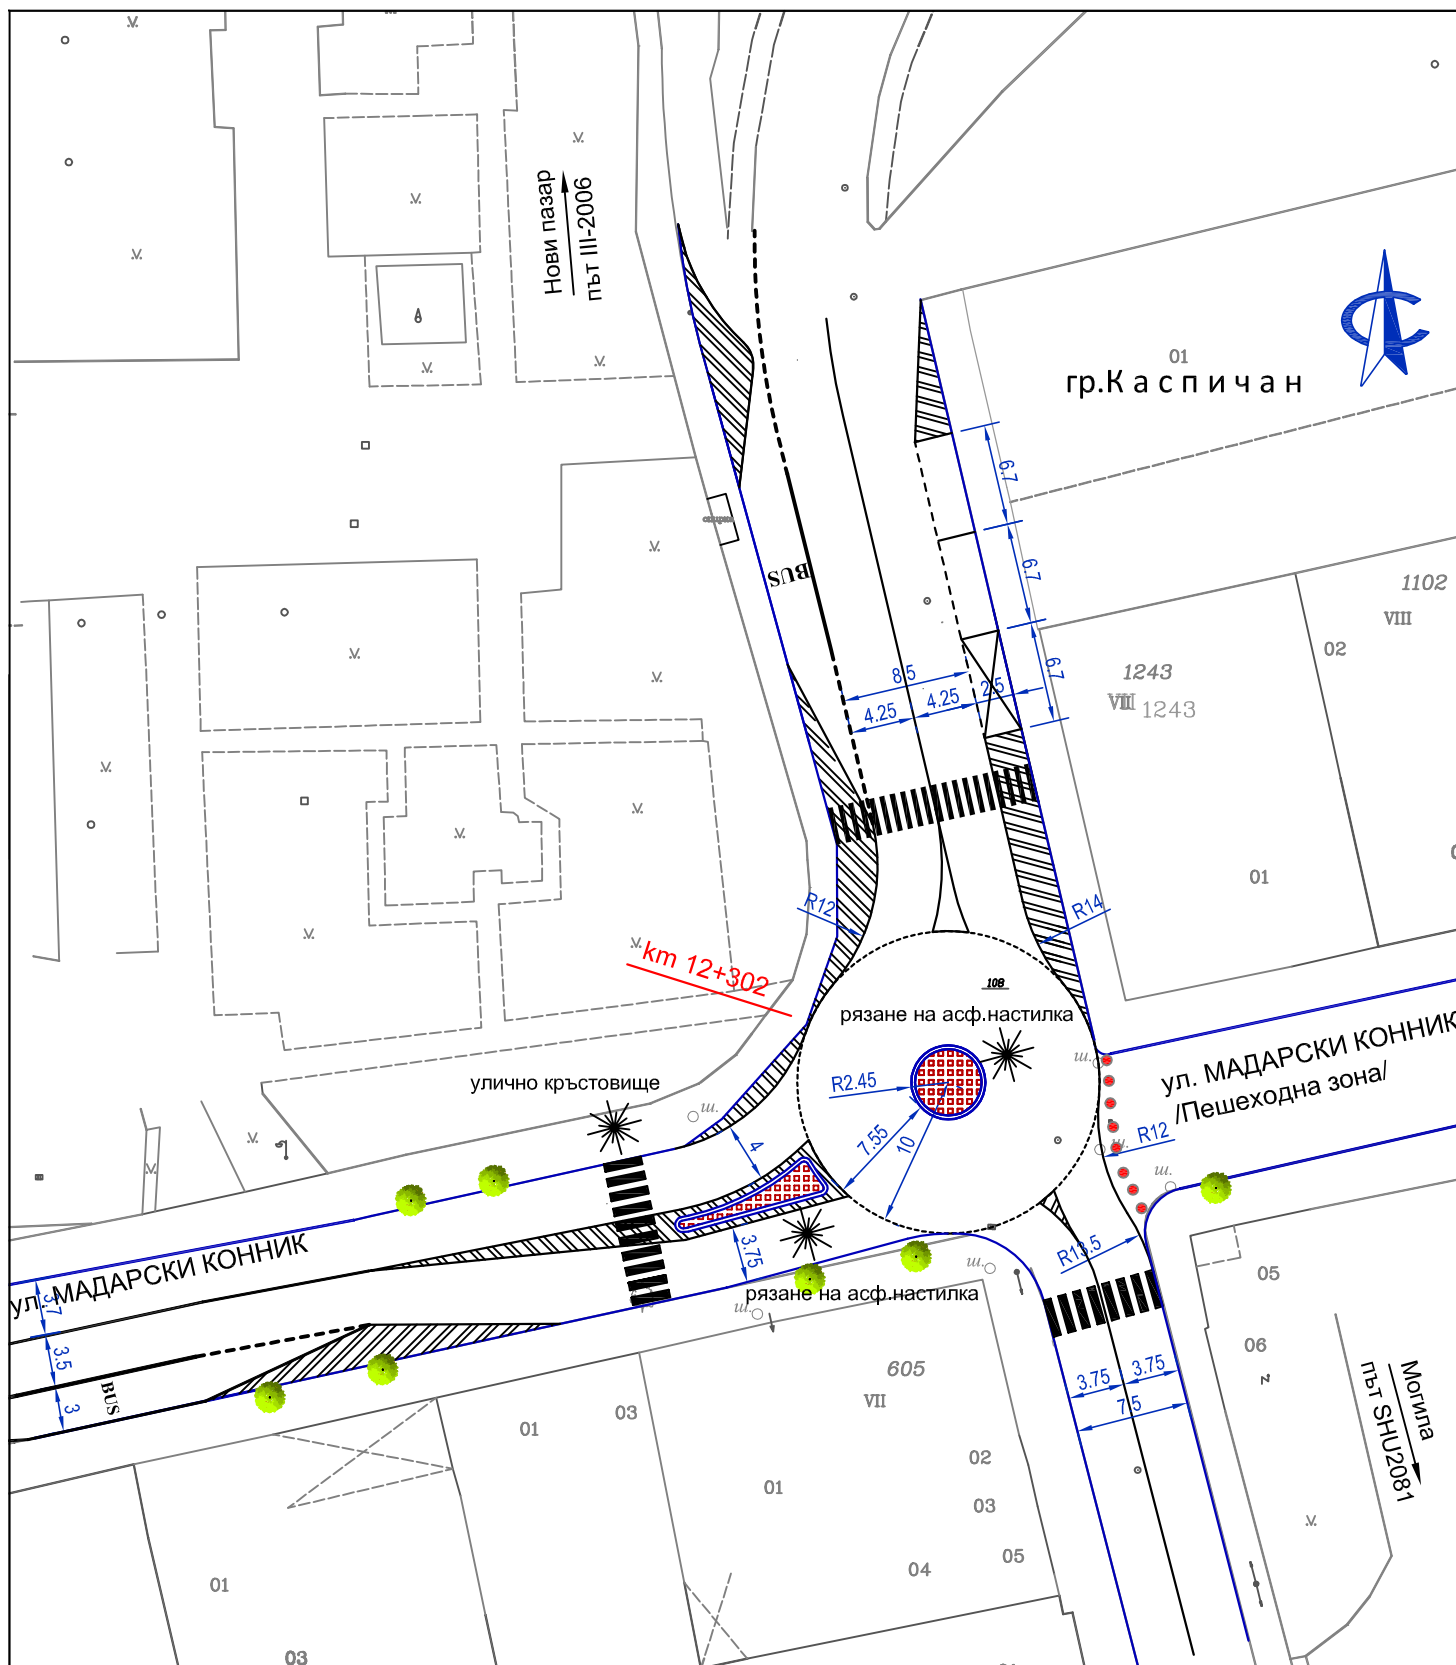 Нови пазар
път III-2006
01
гр.Каспичан
6.7
6.7
6.7
BUS
1102
VIII
02
1243
VII 1243
8.5
4.25
4.25
2.5
01
R12
R14
km 12+302
108
рязане на асф.настилка
ш.
ул. МАДАРСКИ КОННИК
/Пешеходна зона/
R2.45
улично кръстовище
ш.
7.55
10
4
R12
ш.
ш.
3.75
R13.5
ш.
ул. МАДАРСКИ КОННИК
рязане на асф.настилка
ш.
3.7
3.5
3
BUS
05
06
605
VII
3.75
3.75
7.5
Могила
път SHU2081
01
03
01
02
03
04
05
01
03